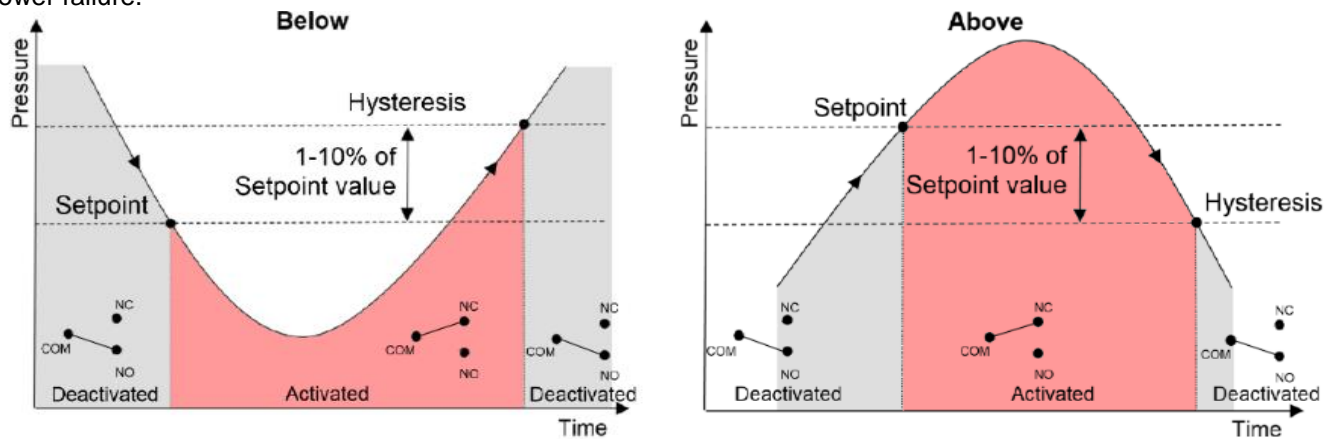 ower failure.
Below
Pressure
Hysteresis
1-10% of
Setpoint value
Setpoint
NC
COM
NO
NC
COM
NO
NC
COM
NO
Deactivated
Activated
Deactivated
Time
Above
Pressure
Setpoint
1-10% of
Setpoint value
Hysteresis
NC
COM
NO
NC
COM
NO
NC
COM
NO
Deactivated
Activated
Deactivated
Time